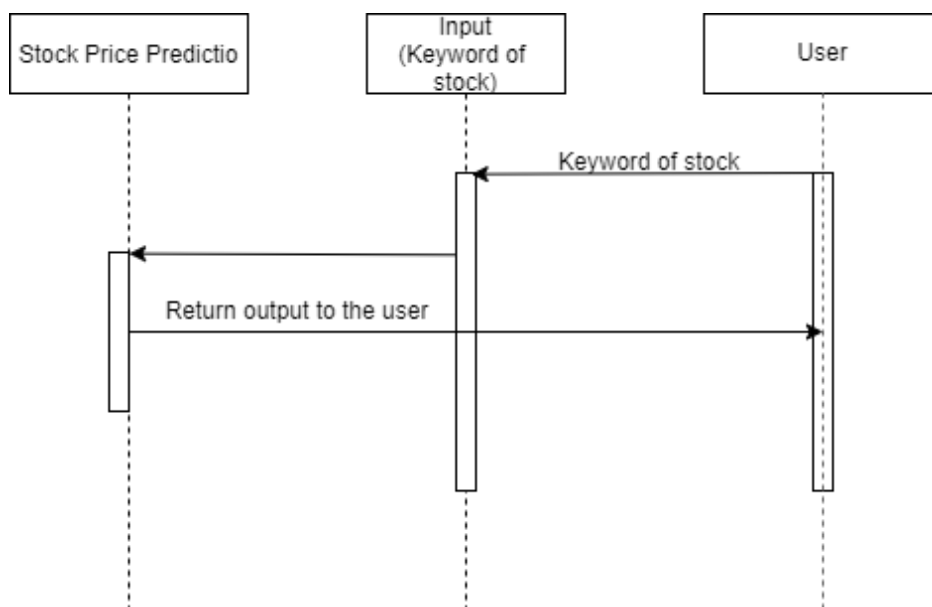 Stock Price Predictio
Input
(Keyword of
stock)
User
Keyword of stock
Return output to the user